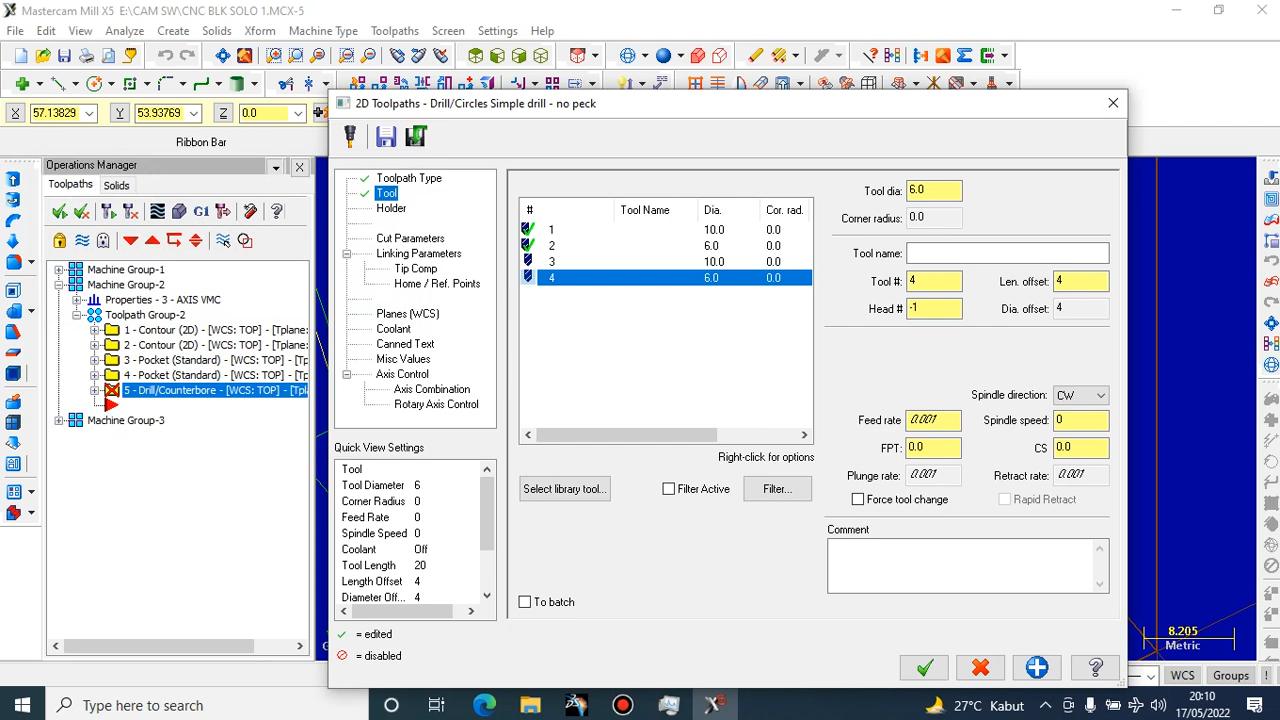 Mastercam Mill X5 E:\CAM SW\CNC BLK SOLO 1.MCX-5
File Edit View Analyze Create Solids Xform Machine Type Toolpaths Screen Settings Help
X 57.13829 Y 53.93769 Z 0.0
Ribbon Bar
Operations Manager
Toolpaths Solids
G1
Machine Group-1
Machine Group-2
Properties - 3 - AXIS VMC
Toolpath Group-2
1 - Contour (2D) - [WCS: TOP] - [Tplane:
2 - Contour (2D) - [WCS: TOP] - [Tplane:
3 - Pocket (Standard) - [WCS: TOP] - [T
4 - Pocket (Standard) - [WCS: TOP] - [T
5 - Drill/Counterbore - [WCS: TOP] - [Tpl
Machine Group-3
2D Toolpaths - Drill/Circles Simple drill - no peck
Toolpath Type
Tool
Holder
Cut Parameters
Linking Parameters
Tip Comp
Home / Ref. Points
Planes (WCS)
Coolant
Canned Text
Misc Values
Axis Control
Axis Combination
Rotary Axis Control
Quick View Settings
Tool
Tool Diameter 6
Corner Radius 0
Feed Rate 0
Spindle Speed 0
Coolant Off
Tool Length 20
Length Offset 4
Diameter Off... 4
= edited
= disabled
# Tool Name Dia. Cor. rad.
1 10.0 0.0
2 6.0 0.0
3 10.0 0.0
4 6.0 0.0
Right-click for options
Select library tool... Filter Active Filter...
To batch
Tool dia: 6.0
Corner radius: 0.0
Tool name:
Tool #: 4 Len. offset: 4
Head # -1 Dia. offset: 4
Spindle direction: CW
Feed rate 0.001 Spindle speed: 0
FPT: 0.0 CS 0.0
Plunge rate: 0.001 Retract rate: 0.001
Force tool change Rapid Retract
Comment
8.205
Metric
WCS Groups !
Type here to search
27°C Kabut
20:10
17/05/2022